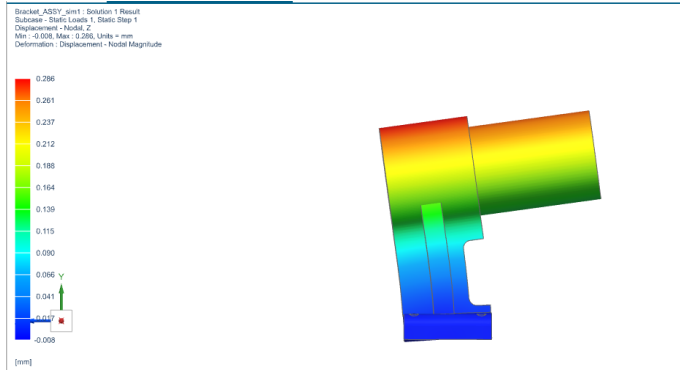 Bracket_ASSY_sim1 : Solution 1 Result
Subcase - Static Loads 1, Static Step 1
Displacement - Nodal, Z
Min : -0.008, Max : 0.286, Units = mm
Deformation : Displacement - Nodal Magnitude
0.286
0.261
0.237
0.212
0.188
0.164
0.139
0.115
0.090
0.066
0.041
0.017
-0.008
Y
[mm]